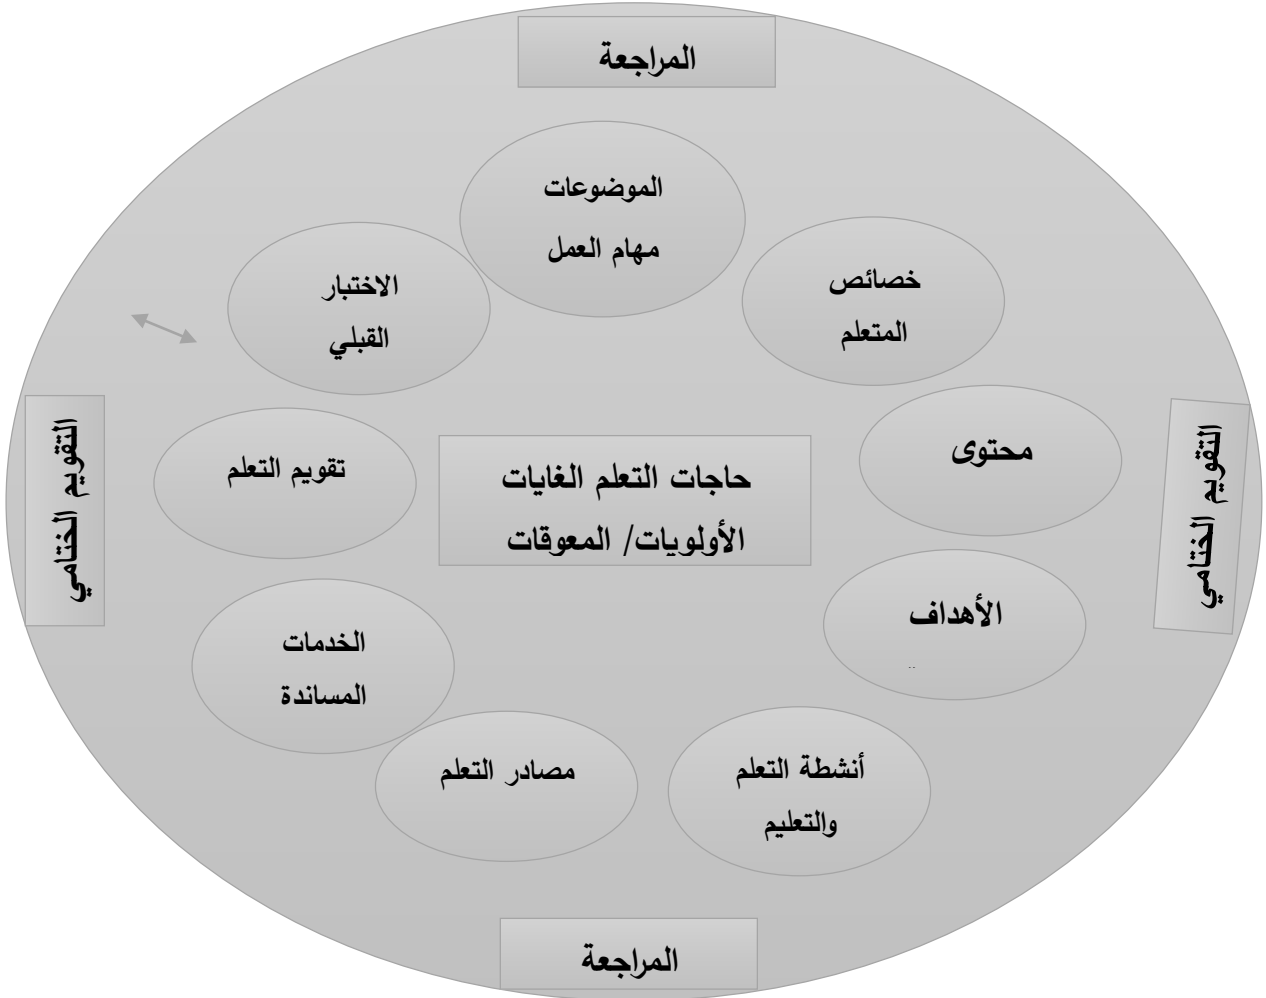 المراجعة
الموضوعات
مهام العمل
خصائص
المتعلم
الاختبار
القبلي
محتوى
تقويم التعلم
حاجات التعلم الغايات
الأولويات/ المعوقات
التقويم الختامي
التقويم الختامي
الأهداف
الخدمات
المساندة
أنشطة التعلم
والتعليم
مصادر التعلم
المراجعة